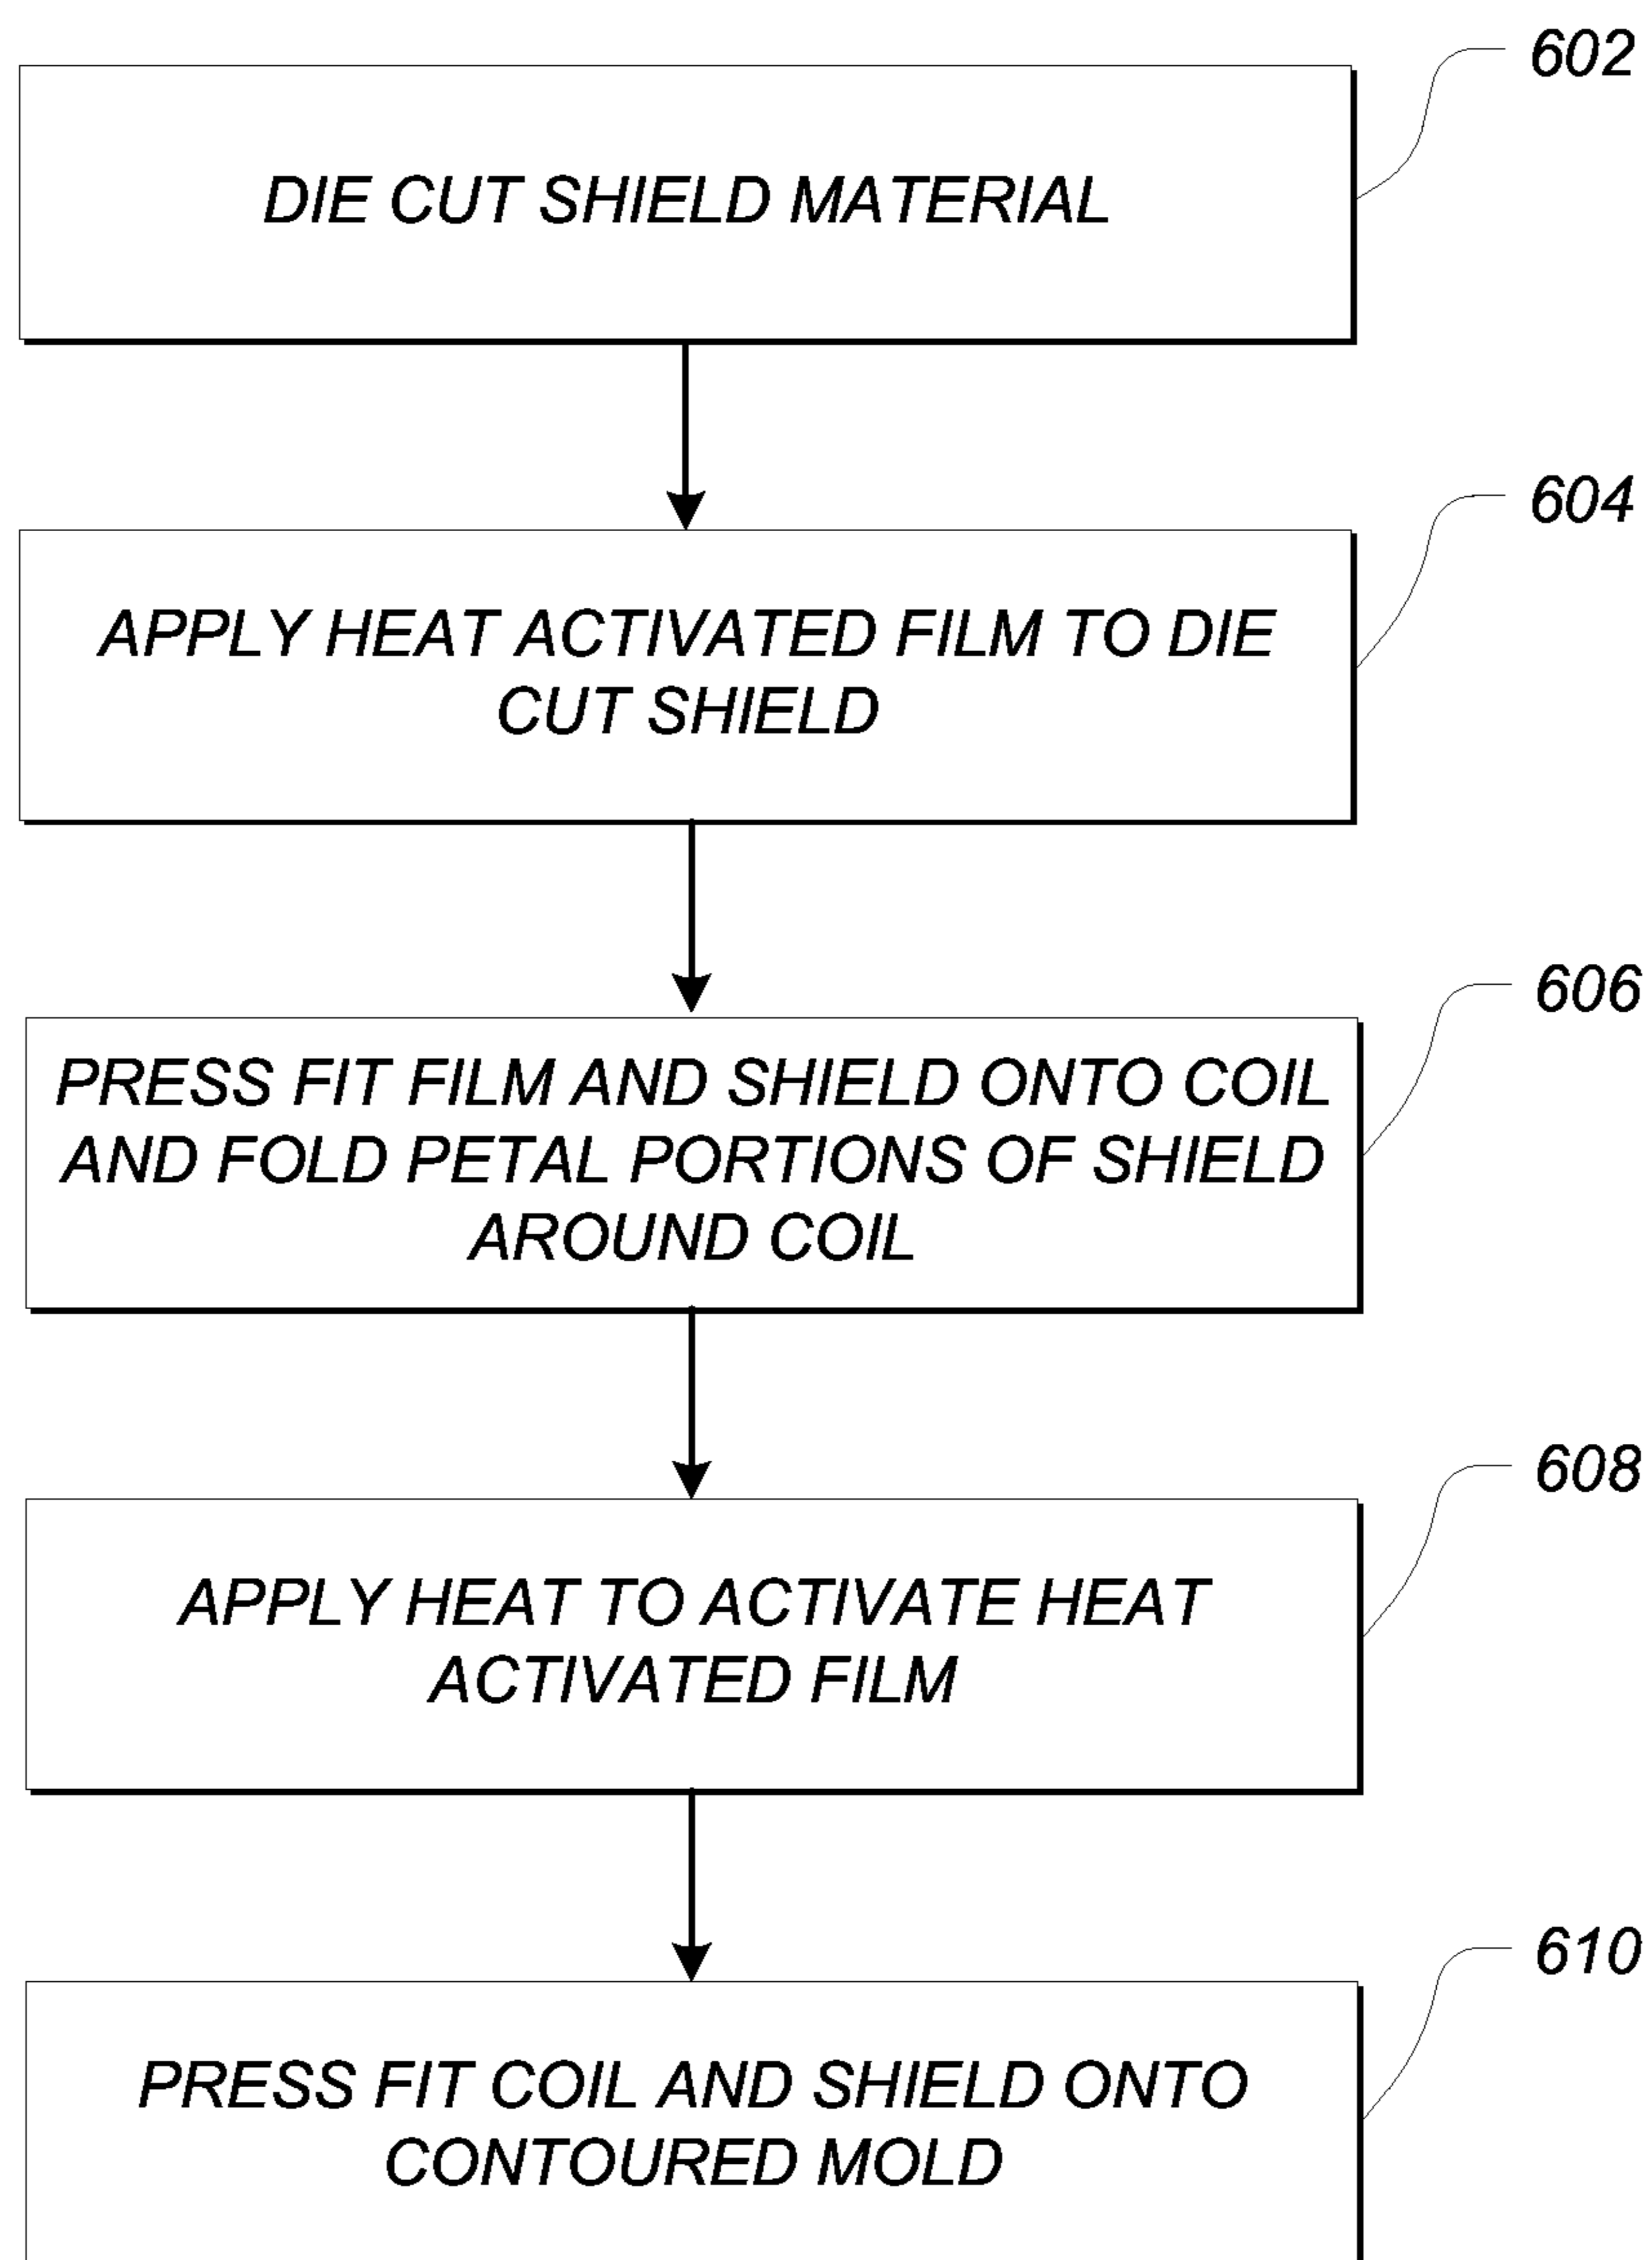 602
DIE CUT SHIELD MATERIAL
604
APPLY HEAT ACTIVATED FILM TO DIE
CUT SHIELD
606
PRESS FIT FILM AND SHIELD ONTO COIL
AND FOLD PETAL PORTIONS OF SHIELD
AROUND COIL
608
APPLY HEAT TO ACTIVATE HEAT
ACTIVATED FILM
610
PRESS FIT COIL AND SHIELD ONTO
CONTOURED MOLD